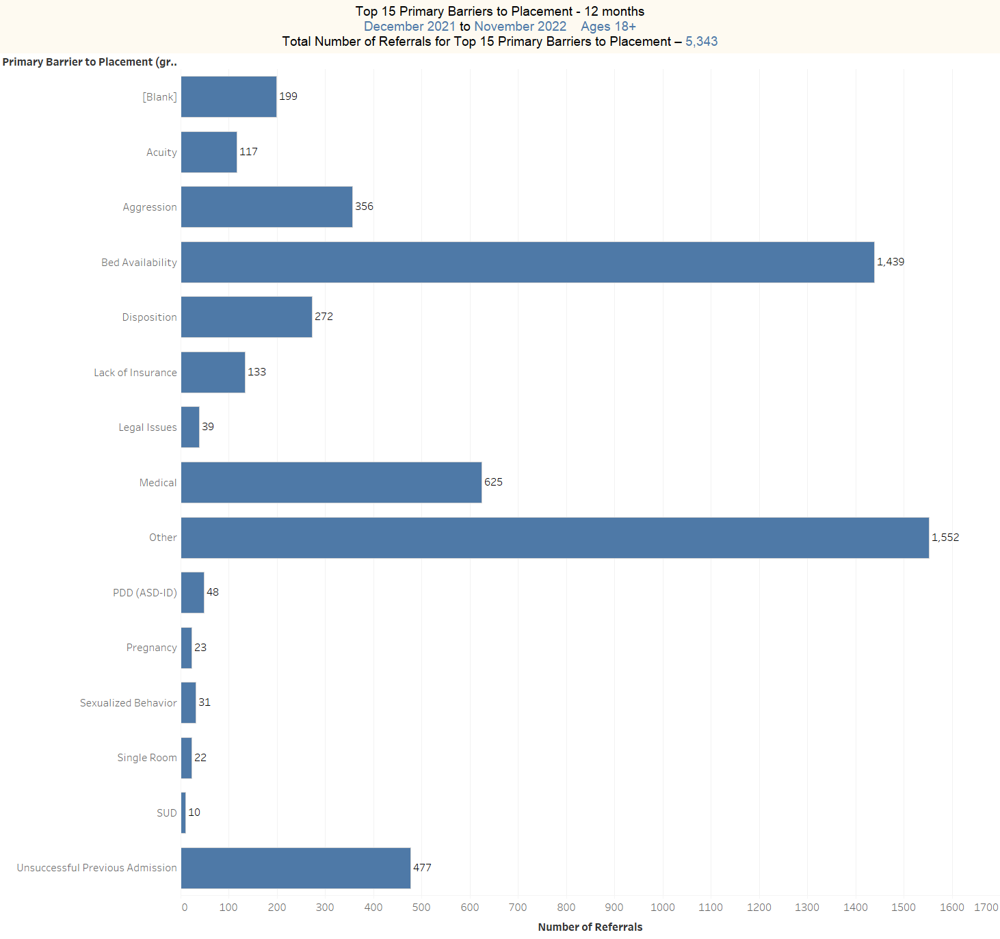 Top 15 Primary Barriers to Placement - 12 months
December 2021 to November 2022 Ages 18+
Total Number of Referrals for Top 15 Primary Barriers to Placement – 5,343
Primary Barrier to Placement (gr..
[Blank] 199
Acuity 117
Aggression 356
Bed Availability 1,439
Disposition 272
Lack of Insurance 133
Legal Issues 39
Medical 625
Other 1,552
PDD (ASD-ID) 48
Pregnancy 23
Sexualized Behavior 31
Single Room 22
SUD 10
Unsuccessful Previous Admission 477
0 100 200 300 400 500 600 700 800 900 1000 1100 1200 1300 1400 1500 1600 1700
Number of Referrals